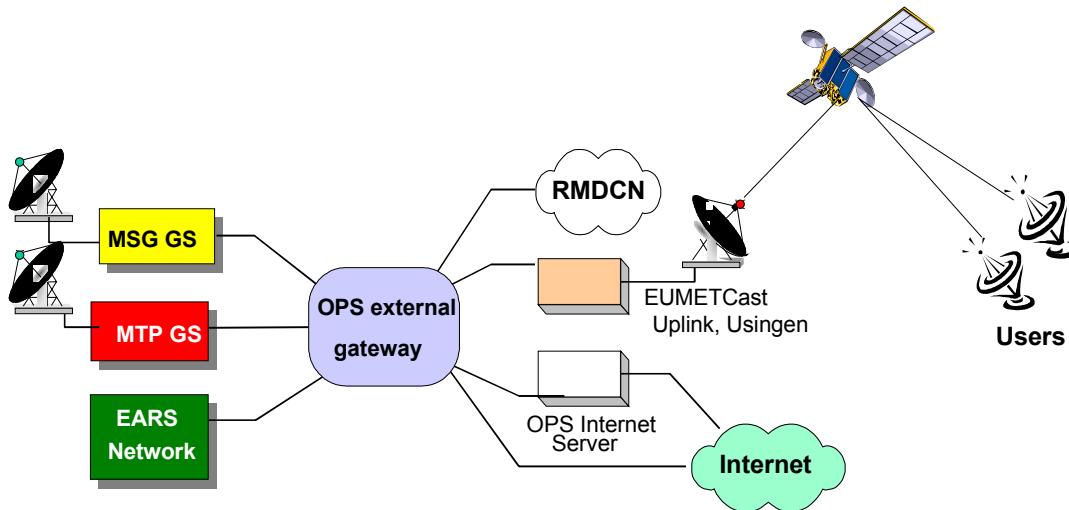 RMDCN
MSG GS
OPS external
gateway
EUMETCast
Uplink, Usingen
MTP GS
Users
EARS
Network
OPS Internet
Server
Internet